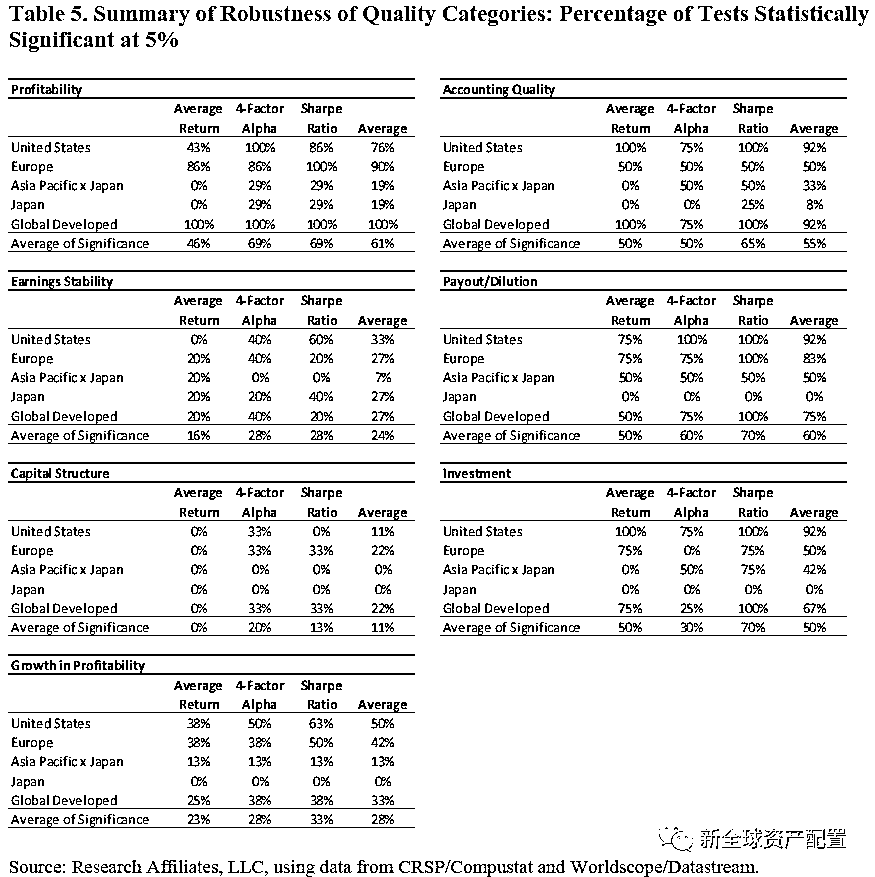 Table 5. Summary of Robustness of Quality Categories: Percentage of Tests Statistically
Significant at 5%
Profitability
Average 4-Factor Sharpe
Return Alpha Ratio Average
United States 43% 100% 86% 76%
Europe 86% 86% 100% 90%
Asia Pacific x Japan 0% 29% 29% 19%
Japan 0% 29% 29% 19%
Global Developed 100% 100% 100% 100%
Average of Significance 46% 69% 69% 61%
Earnings Stability
Average 4-Factor Sharpe
Return Alpha Ratio Average
United States 0% 40% 60% 33%
Europe 20% 40% 20% 27%
Asia Pacific x Japan 20% 0% 0% 7%
Japan 20% 20% 40% 27%
Global Developed 20% 40% 20% 27%
Average of Significance 16% 28% 28% 24%
Capital Structure
Average 4-Factor Sharpe
Return Alpha Ratio Average
United States 0% 33% 0% 11%
Europe 0% 33% 33% 22%
Asia Pacific x Japan 0% 0% 0% 0%
Japan 0% 0% 0% 0%
Global Developed 0% 33% 33% 22%
Average of Significance 0% 20% 13% 11%
Growth in Profitability
Average 4-Factor Sharpe
Return Alpha Ratio Average
United States 38% 50% 63% 50%
Europe 38% 38% 50% 42%
Asia Pacific x Japan 13% 13% 13% 13%
Japan 0% 0% 0% 0%
Global Developed 25% 38% 38% 33%
Average of Significance 23% 28% 33% 28%
Accounting Quality
Average 4-Factor Sharpe
Return Alpha Ratio Average
United States 100% 75% 100% 92%
Europe 50% 50% 50% 50%
Asia Pacific x Japan 0% 50% 50% 33%
Japan 0% 0% 25% 8%
Global Developed 100% 75% 100% 92%
Average of Significance 50% 50% 65% 55%
Payout/Dilution
Average 4-Factor Sharpe
Return Alpha Ratio Average
United States 75% 100% 100% 92%
Europe 75% 75% 100% 83%
Asia Pacific x Japan 50% 50% 50% 50%
Japan 0% 0% 0% 0%
Global Developed 50% 75% 100% 75%
Average of Significance 50% 60% 70% 60%
Investment
Average 4-Factor Sharpe
Return Alpha Ratio Average
United States 100% 75% 100% 92%
Europe 75% 0% 75% 50%
Asia Pacific x Japan 0% 50% 75% 42%
Japan 0% 0% 0% 0%
Global Developed 75% 25% 100% 67%
Average of Significance 50% 30% 70% 50%
新全球资产配置
Source: Research Affiliates, LLC, using data from CRSP/Compustat and Worldscope/Datastream.